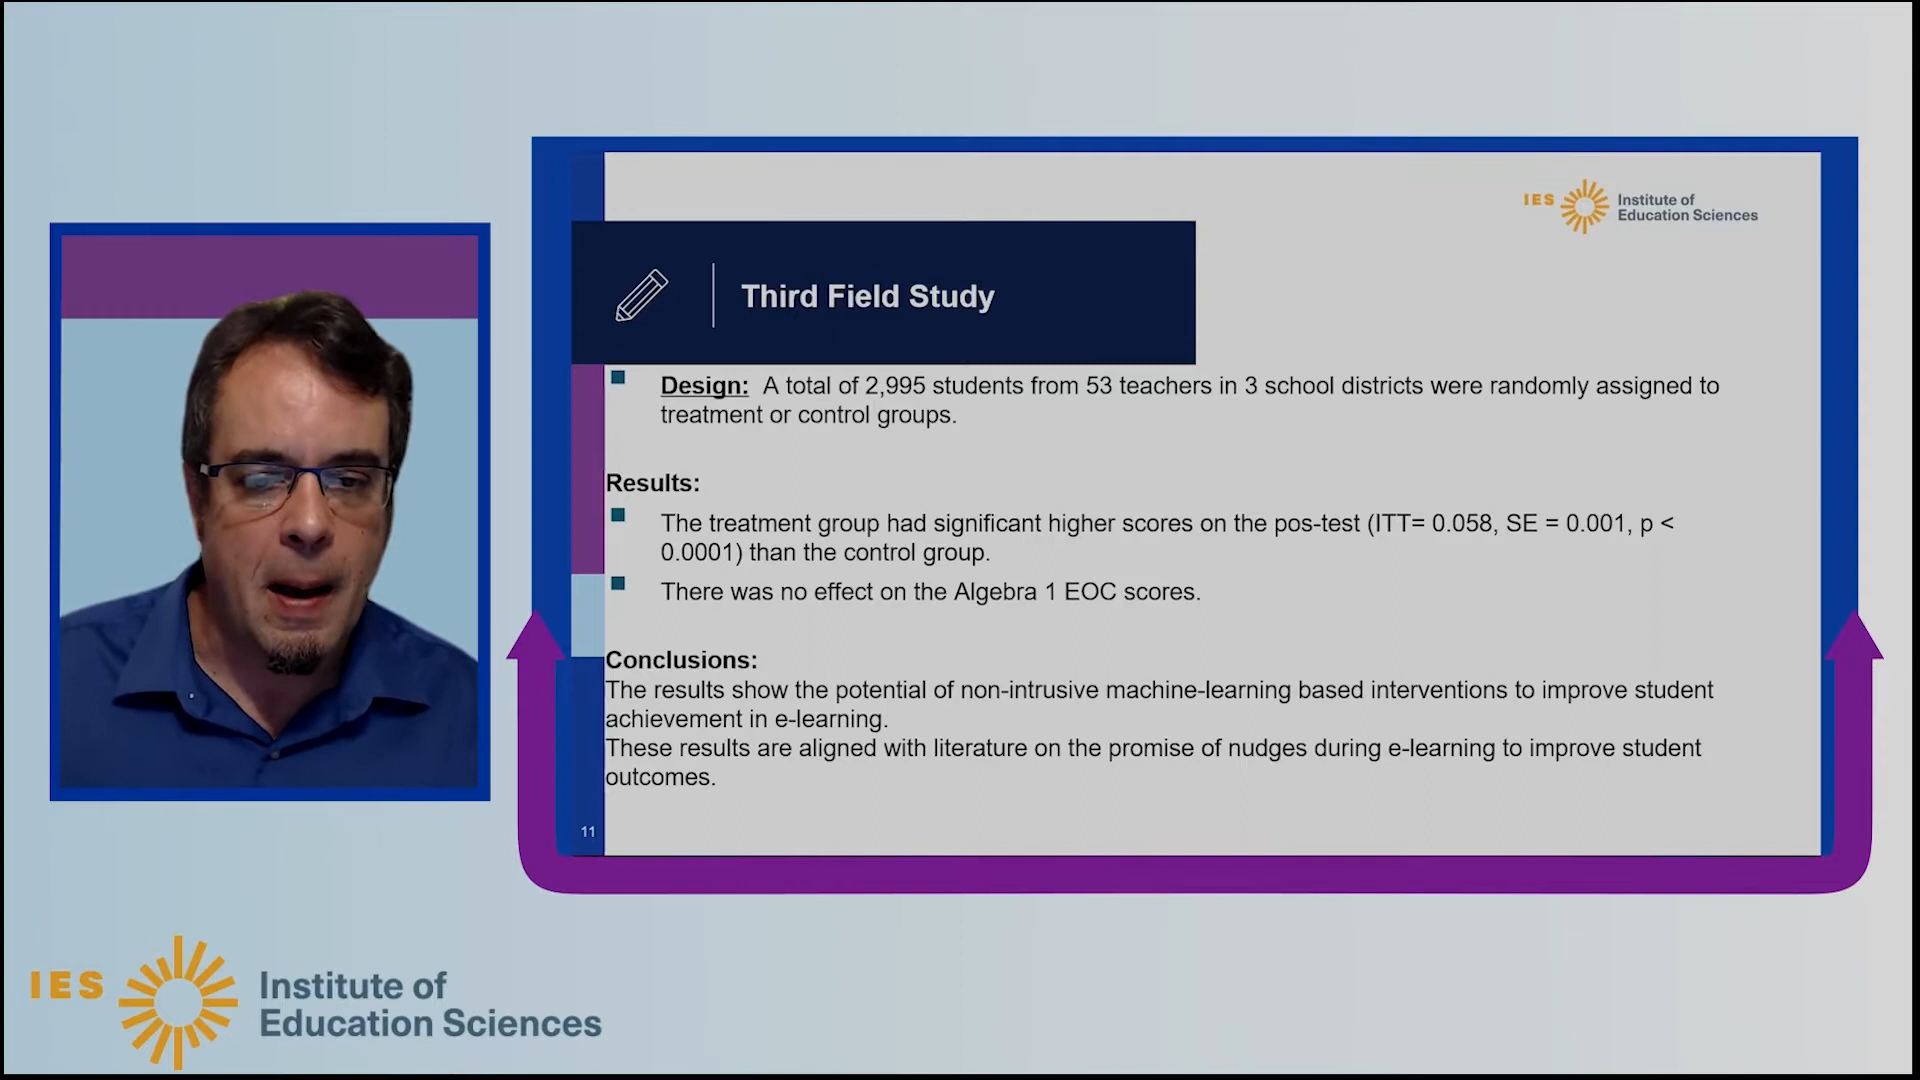 IES Institute of
Education Sciences
Third Field Study
Design: A total of 2,995 students from 53 teachers in 3 school districts were randomly assigned to
treatment or control groups.
Results:
The treatment group had significant higher scores on the pos-test (ITT= 0.058, SE = 0.001, p <
0.0001) than the control group.
There was no effect on the Algebra 1 EOC scores.
Conclusions:
The results show the potential of non-intrusive machine-learning based interventions to improve student
achievement in e-learning.
These results are aligned with literature on the promise of nudges during e-learning to improve student
outcomes.
11
IES Institute of
Education Sciences